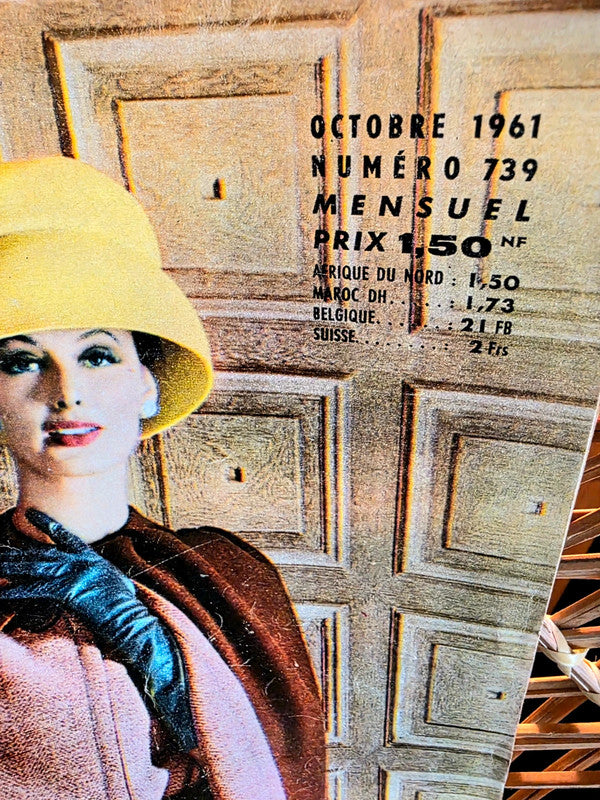 OCTOBRE 1961
NUMÉRO 739
MENSUEL
PRIX 1,50 NF
AFRIQUE DU NORD : 1,50
MAROC DH. . . . . . : 1,73
BELGIQUE. . . . . . . : 21 FB
SUISSE. . . . . . . . . : 2 Frs